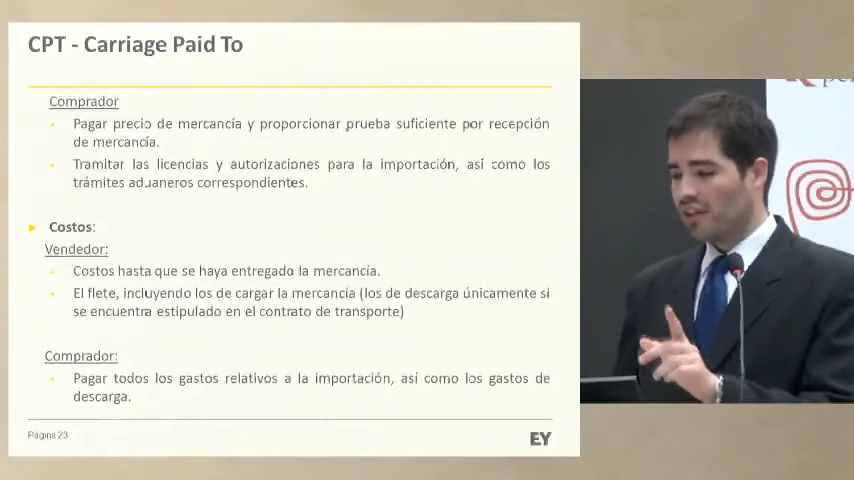 CPT - Carriage Paid To
Comprador
Pagar precio de mercancía y proporcionar prueba suficiente por recepción
de mercancía.
Tramitar las licencias y autorizaciones para la importación, así como los
trámites aduaneros correspondientes.
Costos:
Vendedor:
Costos hasta que se haya entregado la mercancía.
El flete, incluyendo los de cargar la mercancía (los de descarga únicamente si
se encuentra estipulado en el contrato de transporte)
Comprador:
Pagar todos los gastos relativos a la importación, así como los gastos de
descarga.
Página 23
EY